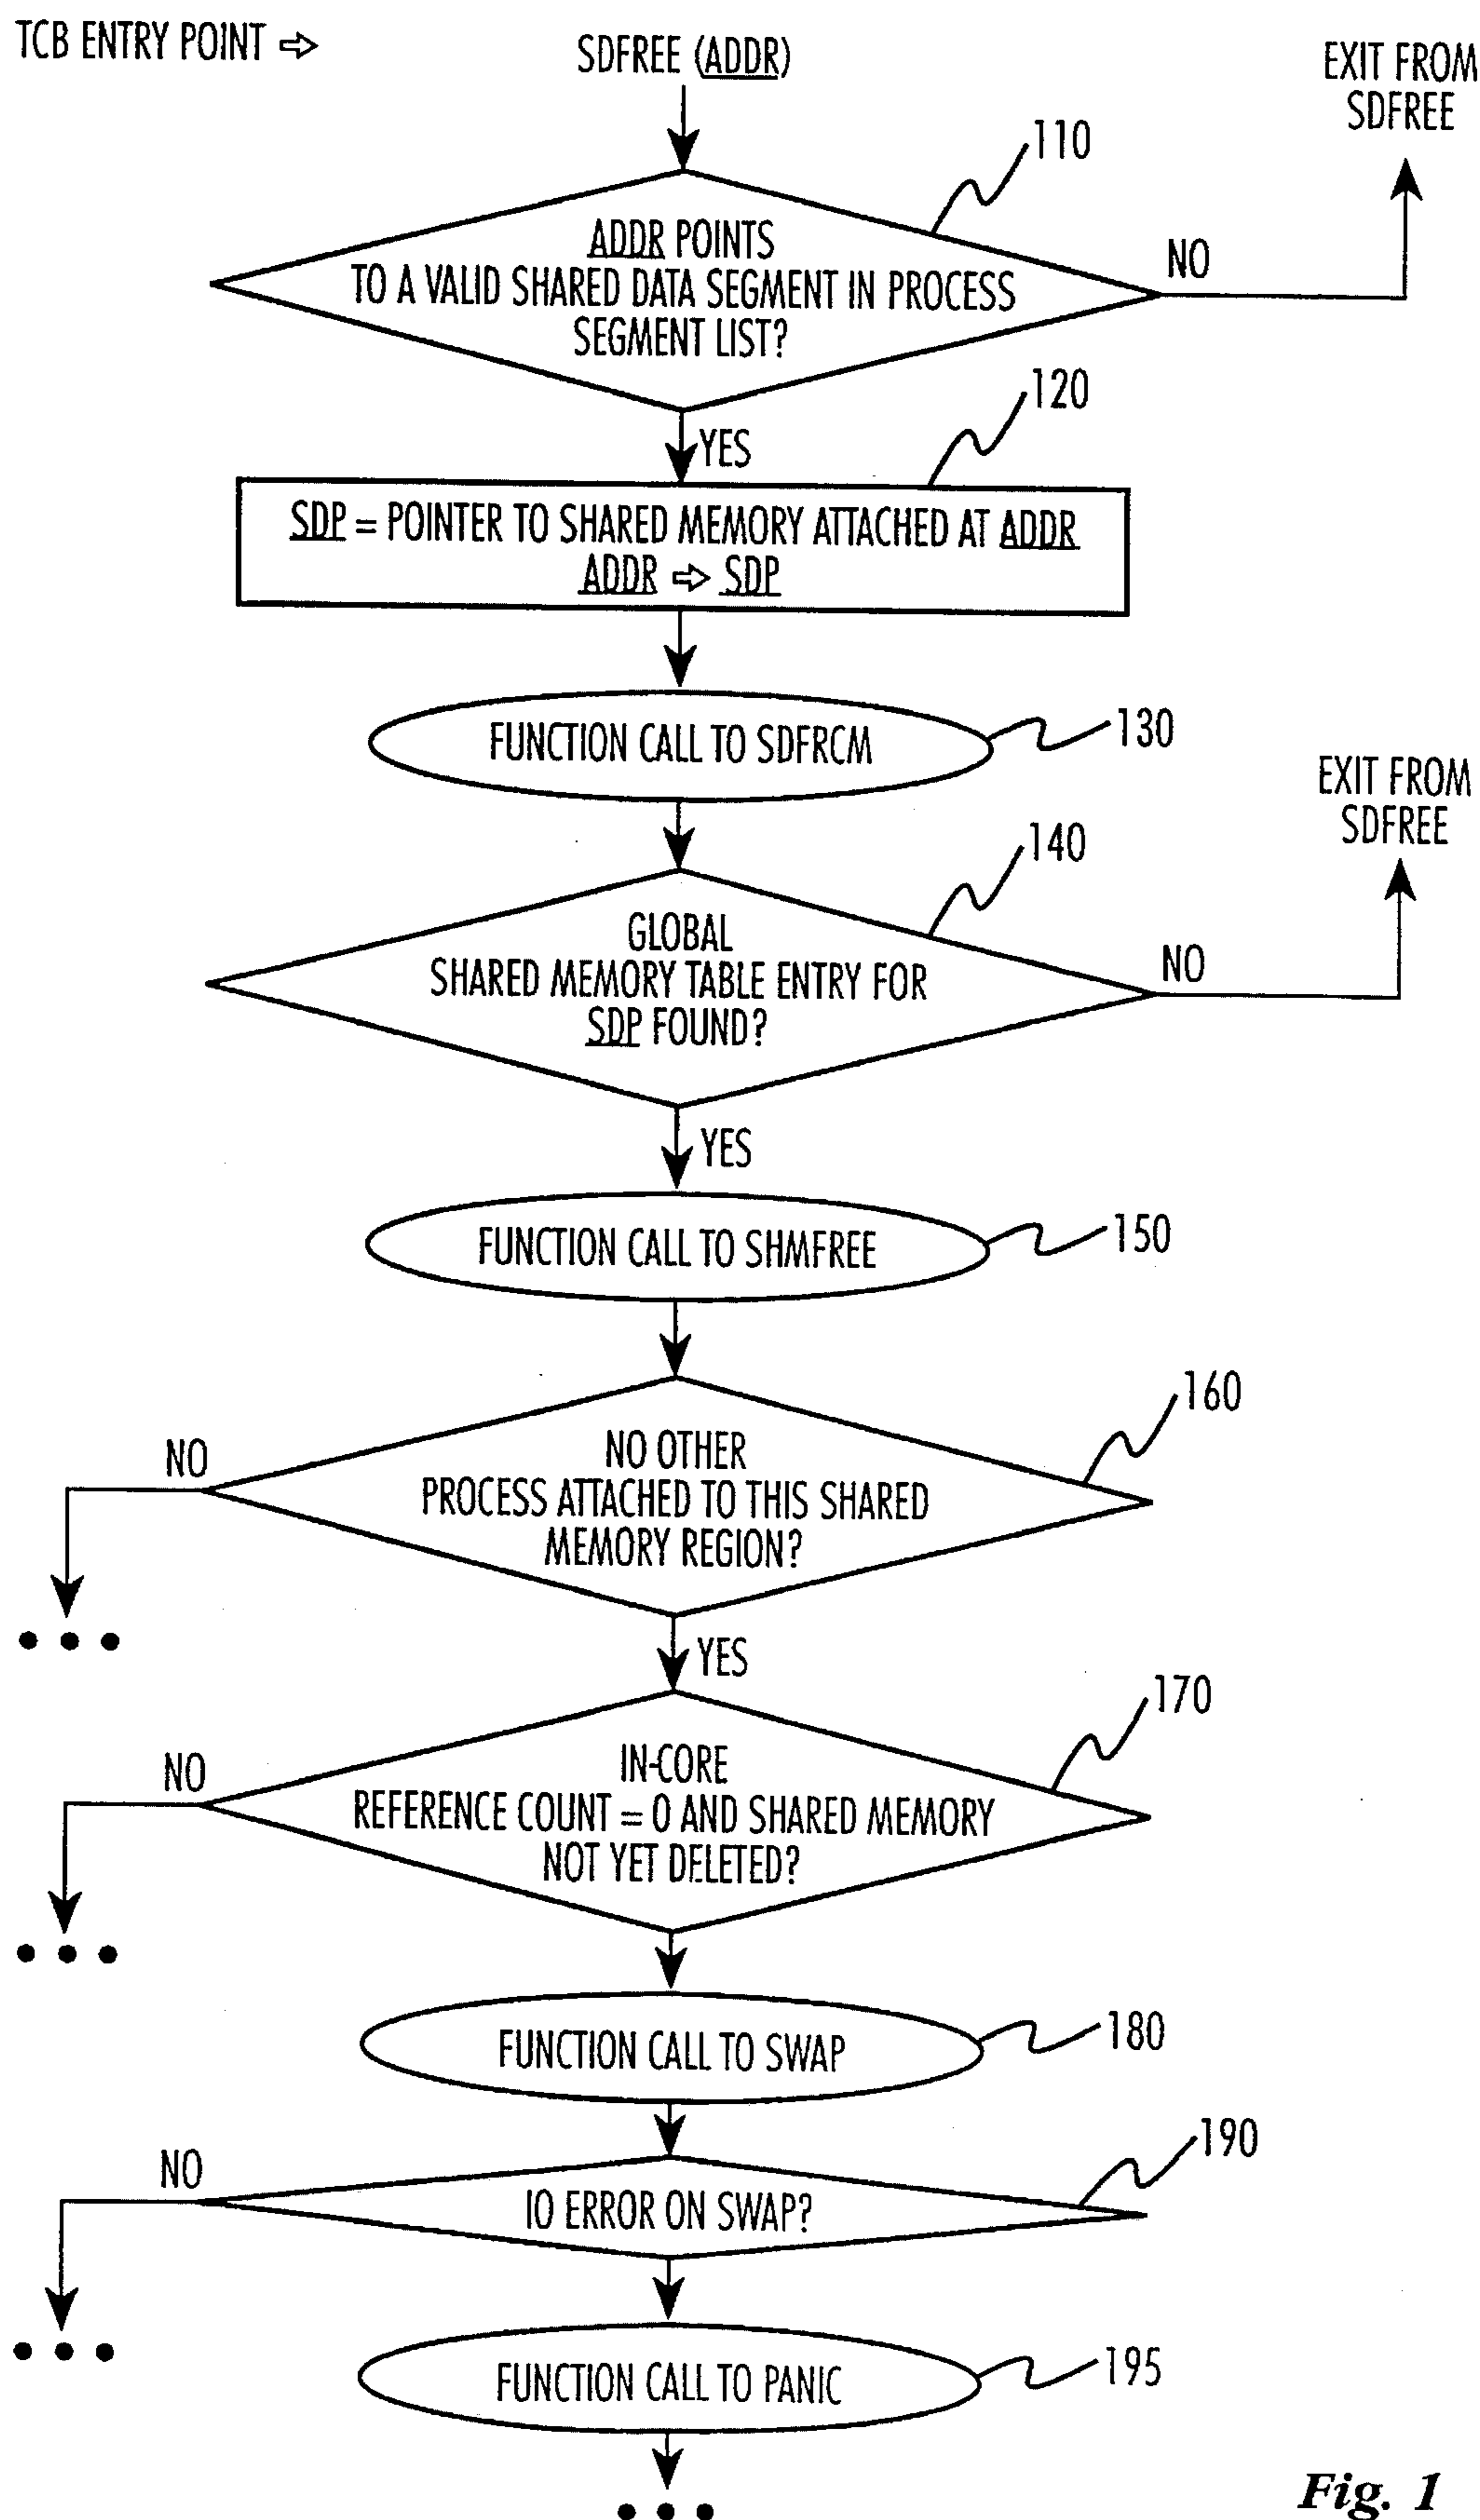 TCB ENTRY POINT ⇨
SDFREE (ADDR)
EXIT FROM
SDFREE
110
ADDR POINTS
TO A VALID SHARED DATA SEGMENT IN PROCESS
SEGMENT LIST?
NO
YES
120
SDP = POINTER TO SHARED MEMORY ATTACHED AT ADDR
ADDR ⇨ SDP
FUNCTION CALL TO SDFRCM
130
EXIT FROM
SDFREE
140
GLOBAL
SHARED MEMORY TABLE ENTRY FOR
SDP FOUND?
NO
YES
FUNCTION CALL TO SHMFREE
150
160
NO OTHER
PROCESS ATTACHED TO THIS SHARED
MEMORY REGION?
NO
• • •
YES
170
IN-CORE
REFERENCE COUNT = 0 AND SHARED MEMORY
NOT YET DELETED?
NO
• • •
FUNCTION CALL TO SWAP
180
190
NO
IO ERROR ON SWAP?
• • •
FUNCTION CALL TO PANIC
195
• • •
Fig. 1